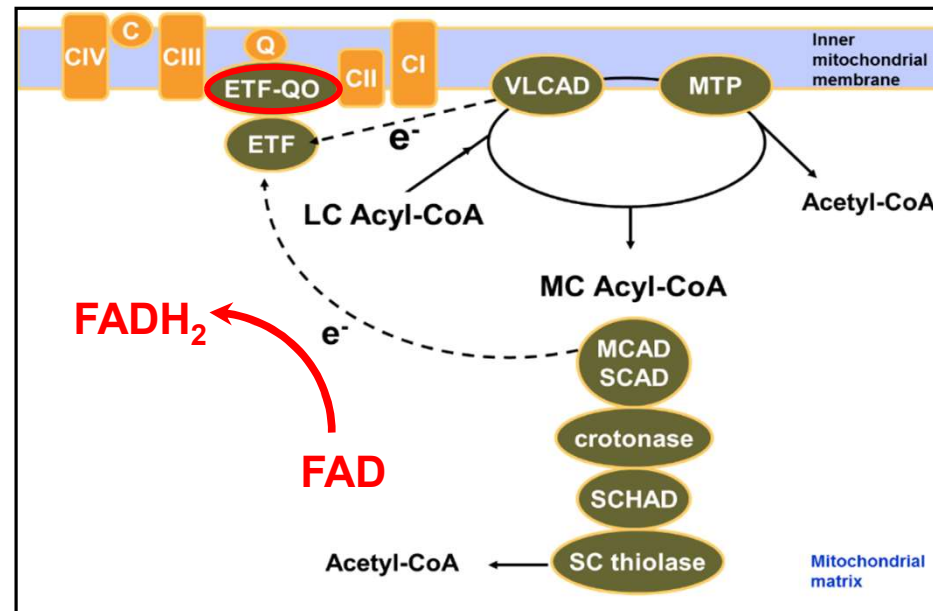 CIV
C
CIII
Q
ETF-QO
CII
CI
ETF
VLCAD
MTP
Inner
mitochondrial
membrane
e-
LC Acyl-CoA
Acetyl-CoA
MC Acyl-CoA
FADH2
e-
FAD
MCAD
SCAD
crotonase
SCHAD
SC thiolase
Acetyl-CoA
Mitochondrial
matrix